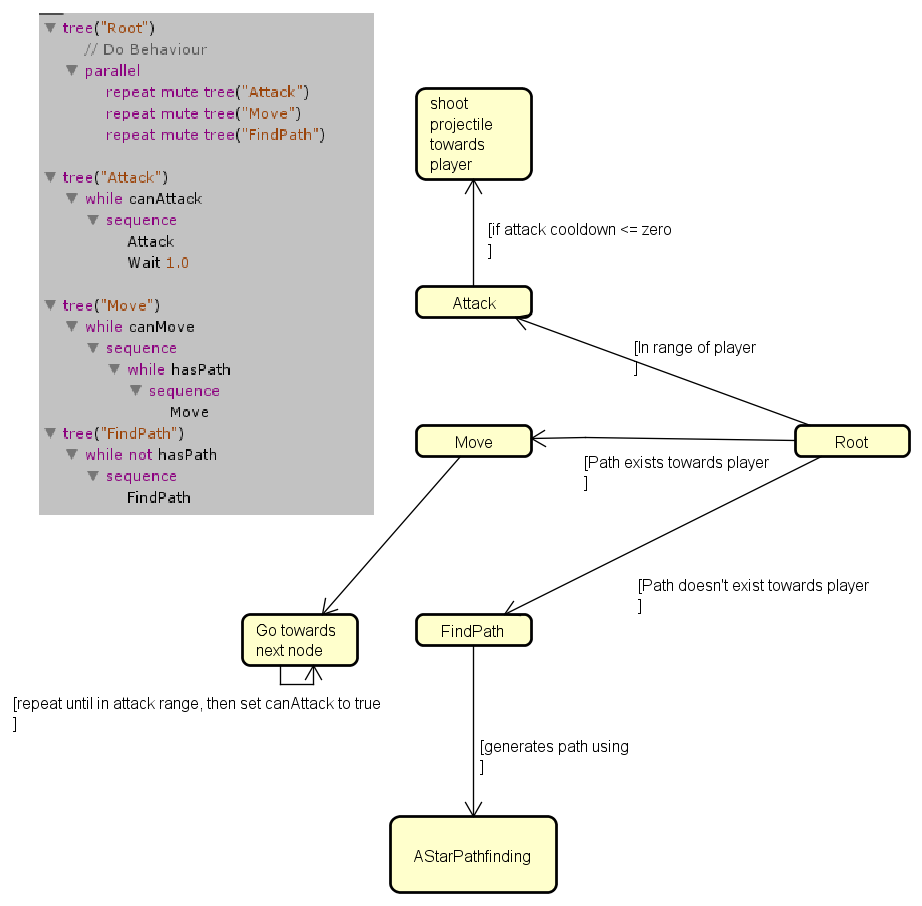 tree("Root")
// Do Behaviour
parallel
repeat mute tree("Attack")
repeat mute tree("Move")
repeat mute tree("FindPath")
tree("Attack")
while canAttack
sequence
Attack
Wait 1.0
tree("Move")
while canMove
sequence
while hasPath
sequence
Move
tree("FindPath")
while not hasPath
sequence
FindPath
shoot
projectile
towards
player
[if attack cooldown <= zero
]
Attack
[In range of player
]
Move
Root
[Path exists towards player
]
[Path doesn't exist towards player
]
Go towards
next node
FindPath
[repeat until in attack range, then set canAttack to true
]
[generates path using
]
AStarPathfinding